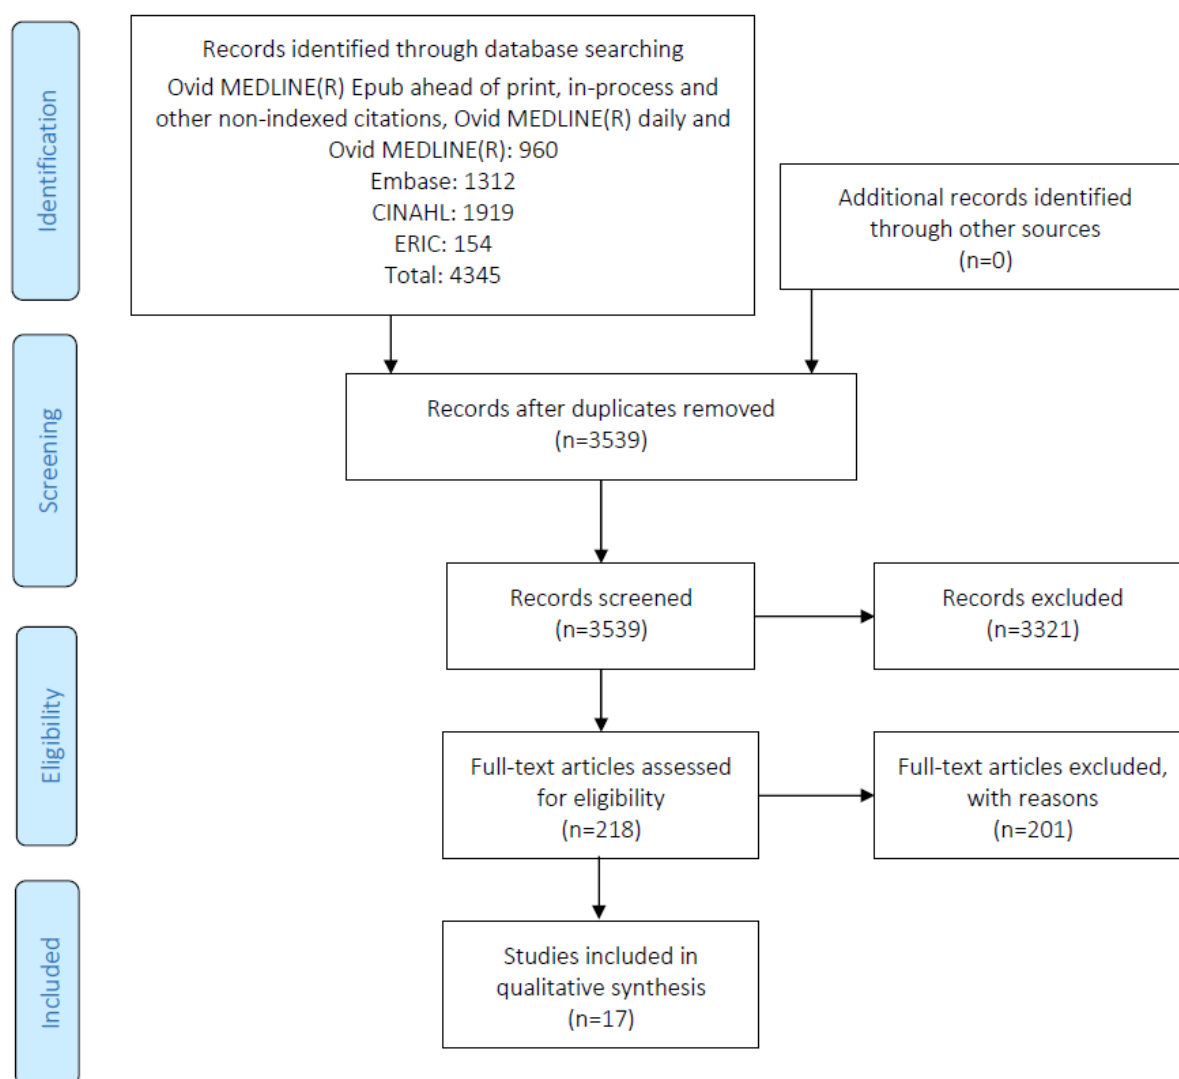 Identification
Records identified through database searching
Ovid MEDLINE(R) Epub ahead of print, in-process and
other non-indexed citations, Ovid MEDLINE(R) daily and
Ovid MEDLINE(R): 960
Embase: 1312
CINAHL: 1919
ERIC: 154
Total: 4345
Additional records identified
through other sources
(n=0)
Screening
Records after duplicates removed
(n=3539)
Records screened
(n=3539)
Records excluded
(n=3321)
Eligibility
Full-text articles assessed
for eligibility
(n=218)
Full-text articles excluded,
with reasons
(n=201)
Included
Studies included in
qualitative synthesis
(n=17)